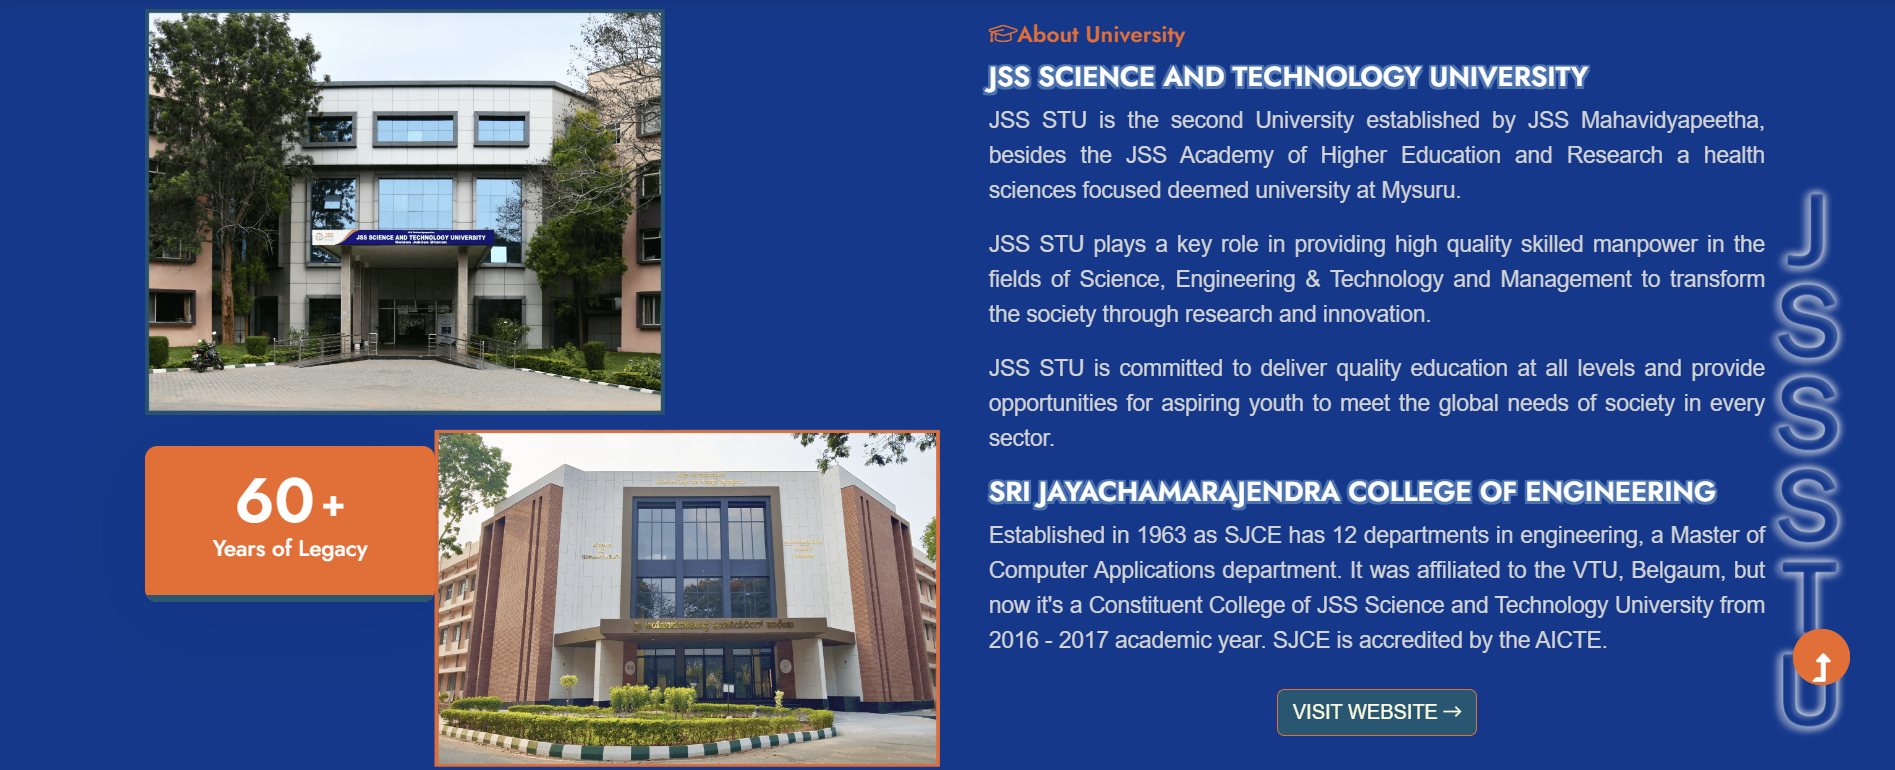 About University
JSS SCIENCE AND TECHNOLOGY UNIVERSITY
JSS STU is the second University established by JSS Mahavidyapeetha,
besides the JSS Academy of Higher Education and Research a health
sciences focused deemed university at Mysuru.
JSS STU plays a key role in providing high quality skilled manpower in the
fields of Science, Engineering & Technology and Management to transform
the society through research and innovation.
JSS STU is committed to deliver quality education at all levels and provide
opportunities for aspiring youth to meet the global needs of society in every
sector.
SRI JAYACHAMARAJENDRA COLLEGE OF ENGINEERING
Established in 1963 as SJCE has 12 departments in engineering, a Master of
Computer Applications department. It was affiliated to the VTU, Belgaum, but
now it's a Constituent College of JSS Science and Technology University from
2016 - 2017 academic year. SJCE is accredited by the AICTE.
VISIT WEBSITE →
JSS SCIENCE AND TECHNOLOGY UNIVERSITY
Golden Jubilee Bhavan
60+
Years of Legacy
JSSSTU